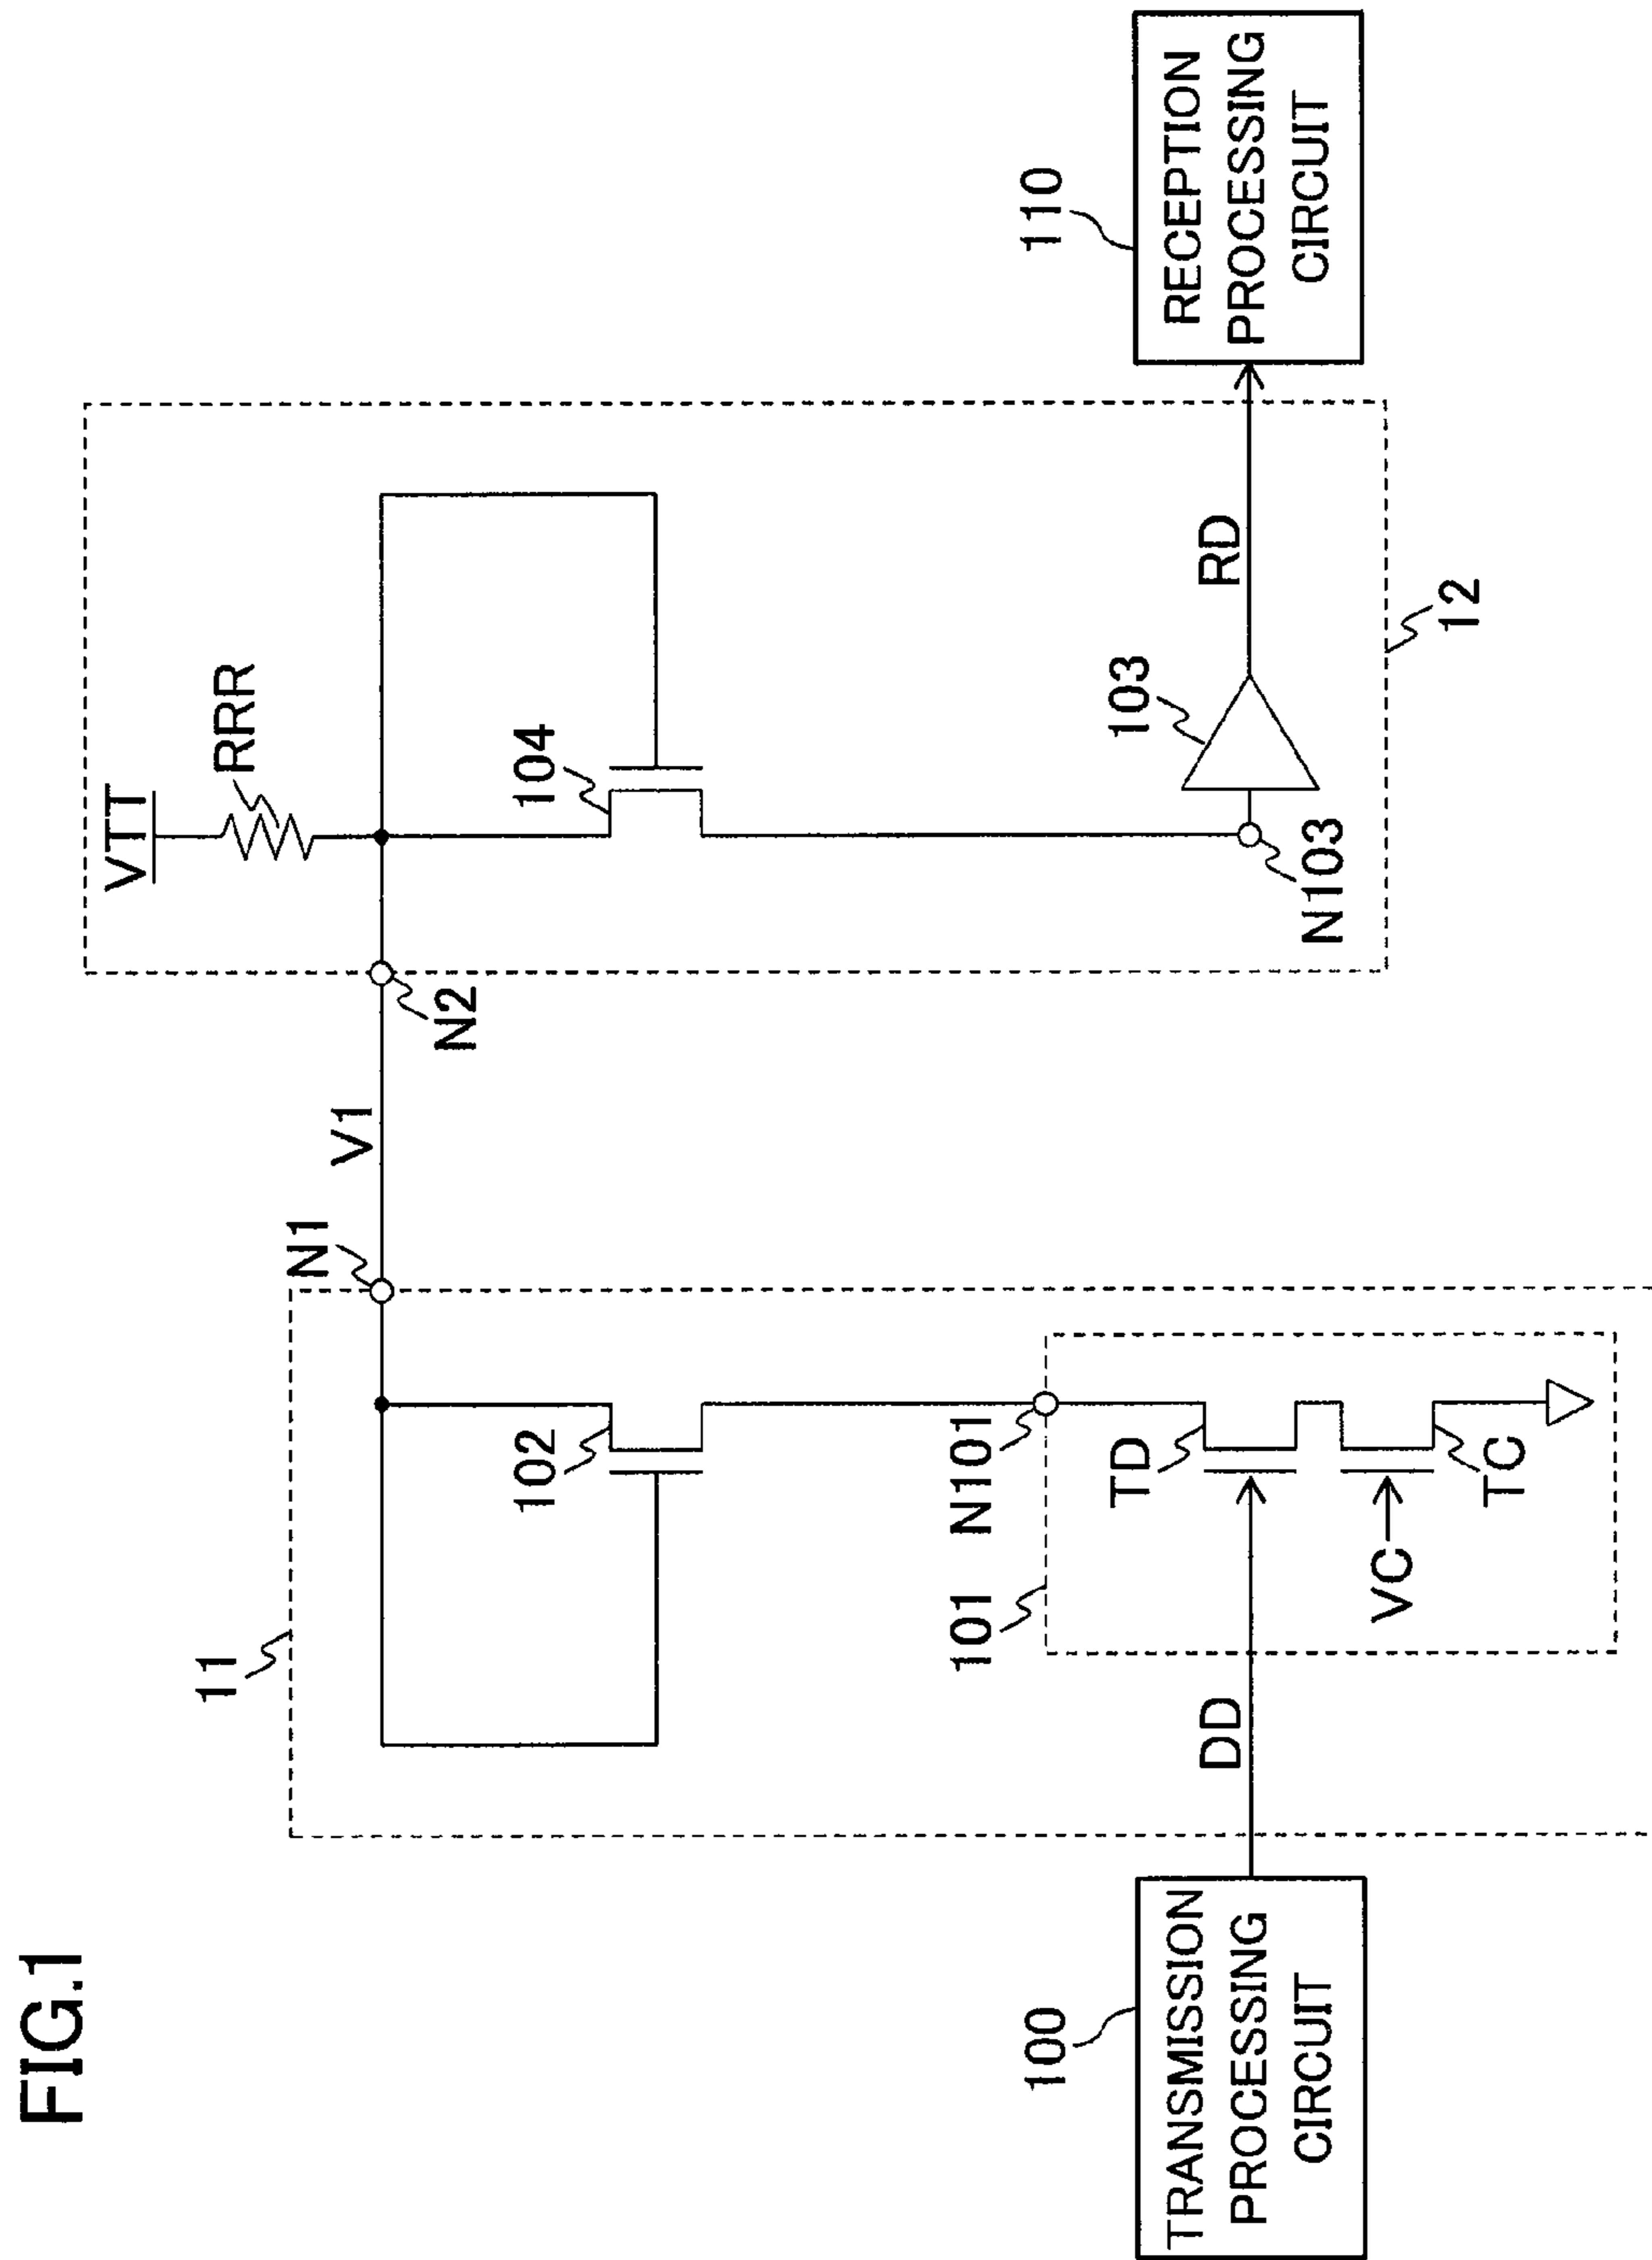 FIG.1
11
N1
V1
N2
VTT
RRR
102
104
N101
101
TD
TC
VC
DD
100
TRANSMISSION
PROCESSING
CIRCUIT
103
N103
RD
12
110
RECEPTION
PROCESSING
CIRCUIT